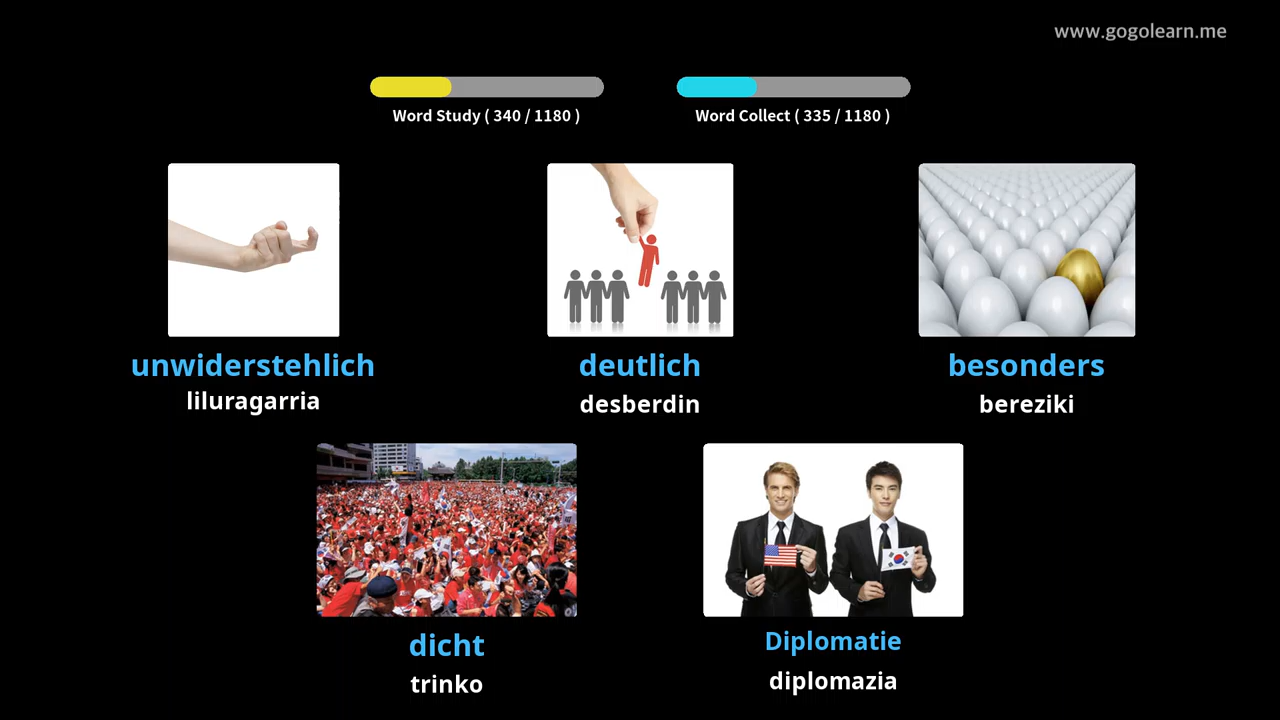 www.gogolearn.me
Word Study ( 340 / 1180 )
Word Collect ( 335 / 1180 )
unwiderstehlich
liluragarria
deutlich
desberdin
besonders
bereziki
dicht
trinko
Diplomatie
diplomazia